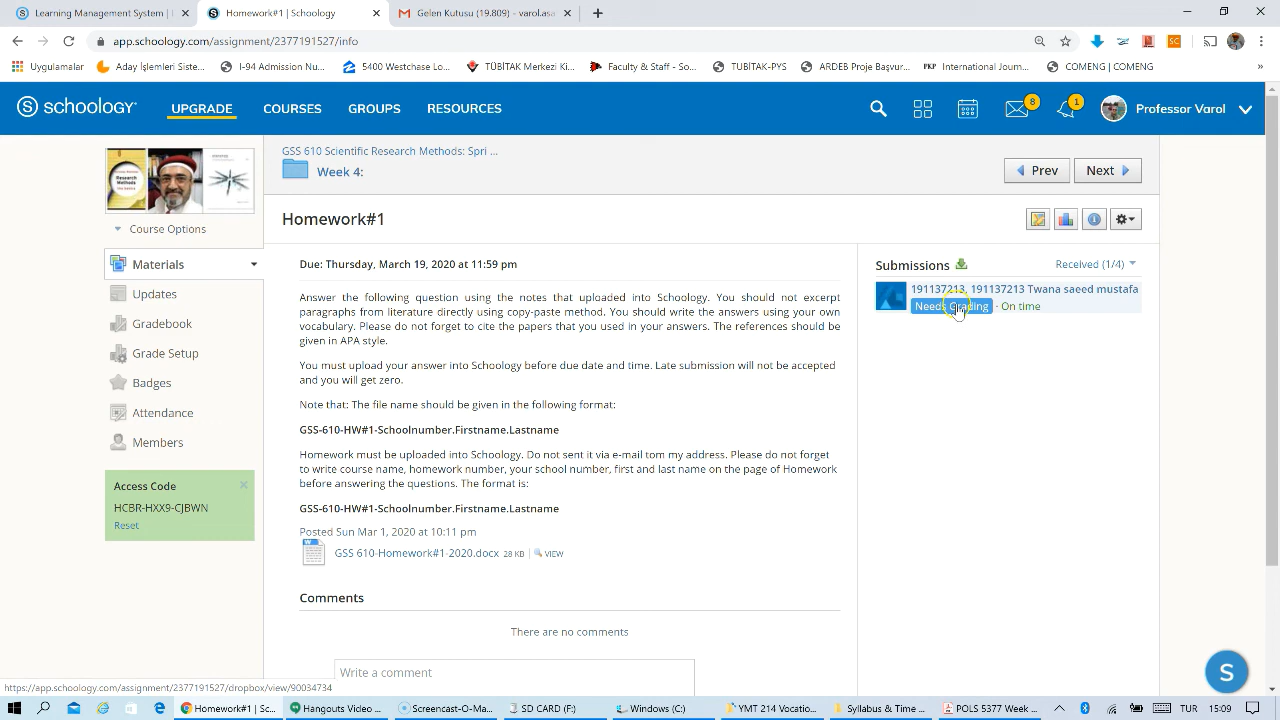 Learning Management System | 
Homework#1 | Schoology
Gelen Kutusu (19.809) - varol.asa
app.schoology.com/assignment/2377191527/info
Uygulamalar
Aday İşlemleri Siste...
I-94 Admission Nu...
5400 Westchase L...
TÜBİTAK Merkezi Ki...
Faculty & Staff - So...
TUBİTAK-PYS
ARDEB Proje Başvur...
PKP International Journ...
COMENG | COMENG
»
S schoology
UPGRADE
COURSES
GROUPS
RESOURCES
8
1
Professor Varol
GSS 610 Scientific Research Methods: Spri ...
Week 4:
Prev
Next
Course Options
Homework#1
Materials
Updates
Gradebook
Grade Setup
Badges
Attendance
Members
Access Code
HCBR-HXX9-CJBWN
Reset
Due: Thursday, March 19, 2020 at 11:59 pm
Answer the following question using the notes that uploaded into Schoology. You should not excerpt
paragraphs from literature directly using copy-paste method. You should write the answers using your own
vocabulary. Please do not forget to cite the papers that you used in your answers. The references should be
given in APA style.
You must upload your answer into Schoology before due date and time. Late submission will not be accepted
and you will get zero.
Note that: The file name should be given in the following format:
GSS-610-HW#1-Schoolnumber.Firstname.Lastname
Homework must be uploaded into Schoology. Do not sent it via e-mail tom my address. Please do not forget
to write course name, homework number, your school number, first and last name on the page of Homework
before answering the questions. The format is:
GSS-610-HW#1-Schoolnumber.Firstname.Lastname
Posted Sun Mar 1, 2020 at 10:11 pm
GSS 610-Homework#1-2020.docx 28 KB | VIEW
Comments
There are no comments
Write a comment
Submissions
Received (1/4)
191137213, 191137213 Twana saeed mustafa
Needs Grading - On time
S
https://app.schoology.com/assignment/2377191527/dropbox/view/90034734
Homework#1 | Sc...
Hangouts Video ...
Screencast-O-Ma...
SD CARD (F:)
Windows (C:)
YMT 214 Vocatio...
Syllabus & Time ...
POLS 5377 Week...
TUR
15:09